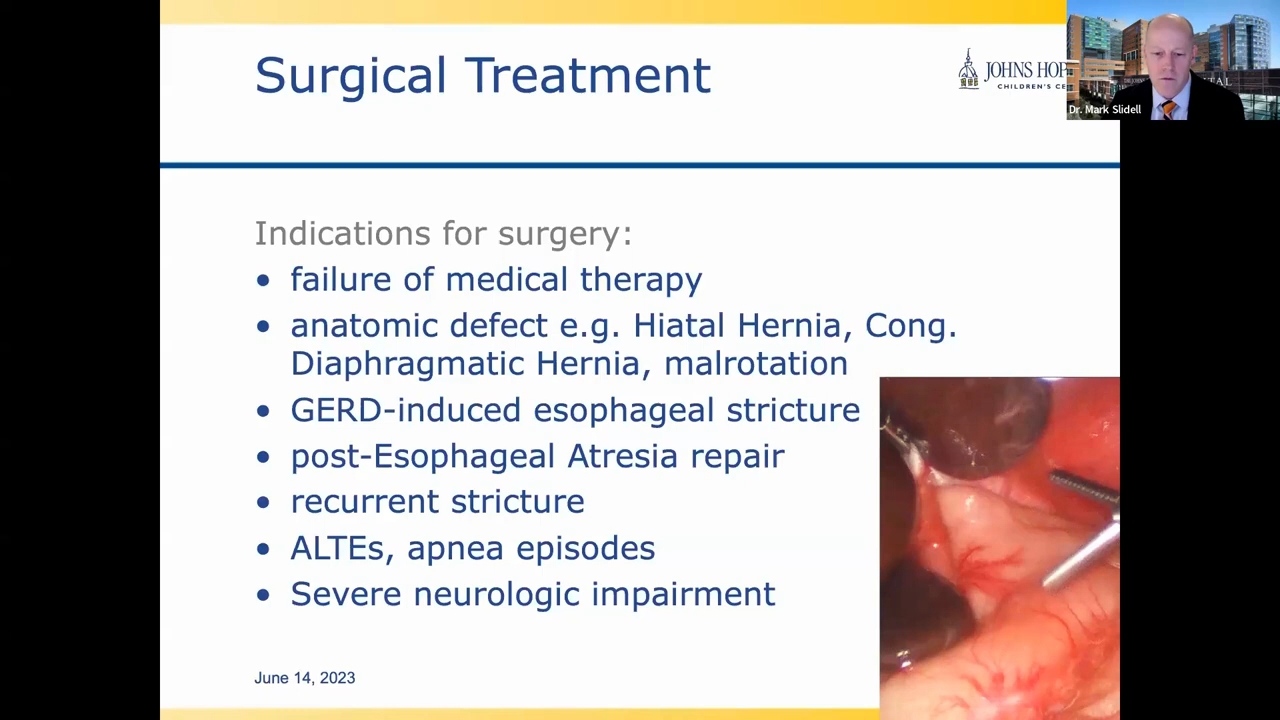 Surgical Treatment
JOHNS HOP
CHILDREN'S CE
Dr. Mark Slidell
Indications for surgery:
• failure of medical therapy
• anatomic defect e.g. Hiatal Hernia, Cong.
Diaphragmatic Hernia, malrotation
• GERD-induced esophageal stricture
• post-Esophageal Atresia repair
• recurrent stricture
• ALTEs, apnea episodes
• Severe neurologic impairment
June 14, 2023